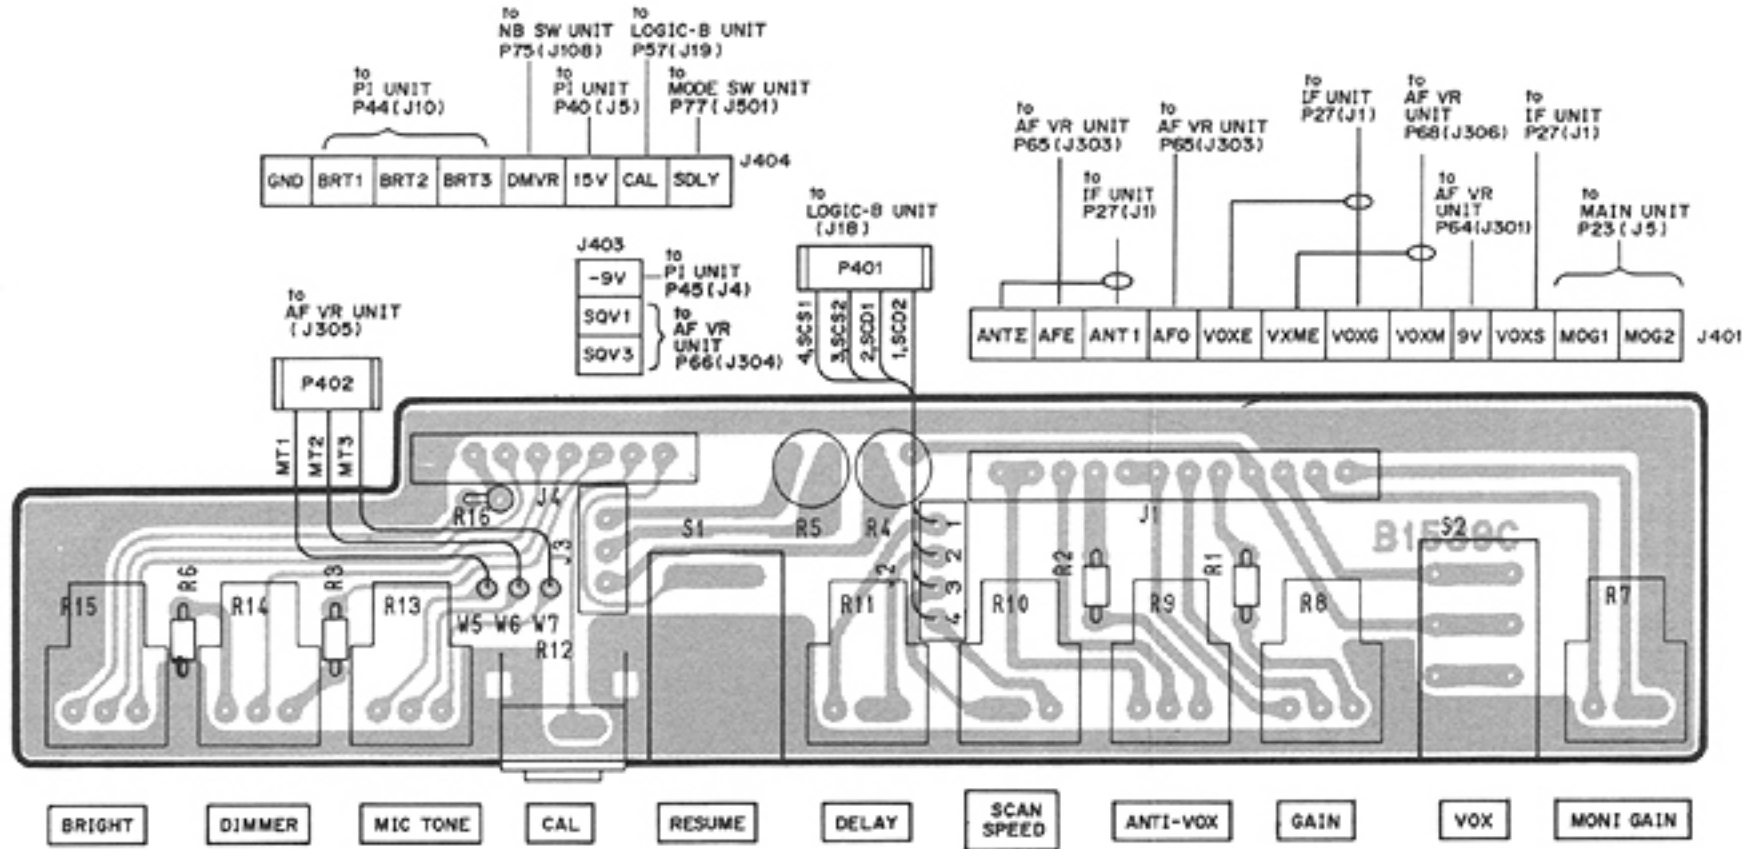 to
NB SW UNIT
P75(J108)
to
LOGIC-B UNIT
P57(J19)
to
PI UNIT
P44(J10)
to
PI UNIT
P40(J5)
to
MODE SW UNIT
P77(J501)
GND BRT1 BRT2 BRT3 DMVR 15V CAL SDLY
J404
to
AF VR UNIT
P65(J303)
to
AF VR UNIT
P65(J303)
to
IF UNIT
P27(J1)
to
AF VR
UNIT
P68(J306)
to
IF UNIT
P27(J1)
to
IF UNIT
P27(J1)
to
AF VR
UNIT
P64(J301)
to
MAIN UNIT
P23(J5)
ANTE AFE ANT1 AFO VOXE VXME VOXG VOXM 9V VOXS MOG1 MOG2
J401
to
LOGIC-B UNIT
(J18)
P401
4,SCS1
3,SCS2
2,SCD1
1,SCD2
J403
-9V
SQV1
SQV3
to
PI UNIT
P45(J4)
to
AF VR
UNIT
P66(J304)
to
AF VR UNIT
(J305)
P402
MT1
MT2
MT3
R16
J4
J3
S1
R5
R4
J2
1
2
3
4
J1
R2
R1
B1539C
S2
R15
R6
R14
R3
R13
W5 W6 W7
R12
R11
R10
R9
R8
R7
BRIGHT
DIMMER
MIC TONE
CAL
RESUME
DELAY
SCAN
SPEED
ANTI-VOX
GAIN
VOX
MONI GAIN